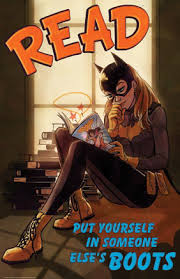 READ
PUT YOURSELF
IN SOMEONE
ELSE'S BOOTS